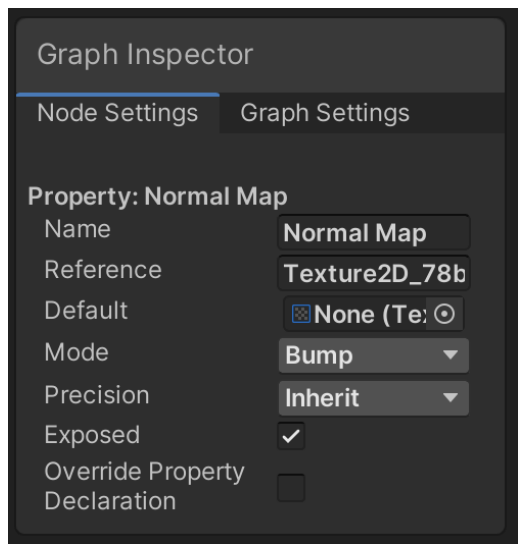 Graph Inspector
Node Settings Graph Settings
Property: Normal Map
Name Normal Map
Reference Texture2D_78b
Default None (Te
Mode Bump
Precision Inherit
Exposed
Override Property
Declaration